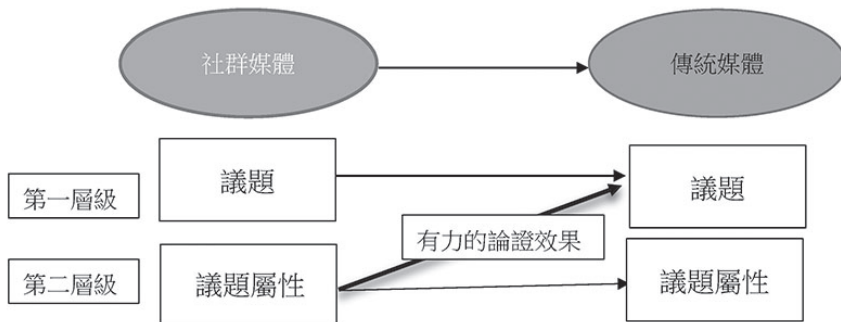 社群媒體
傳統媒體
第一層級
議題
議題
有力的論證效果
第二層級
議題屬性
議題屬性